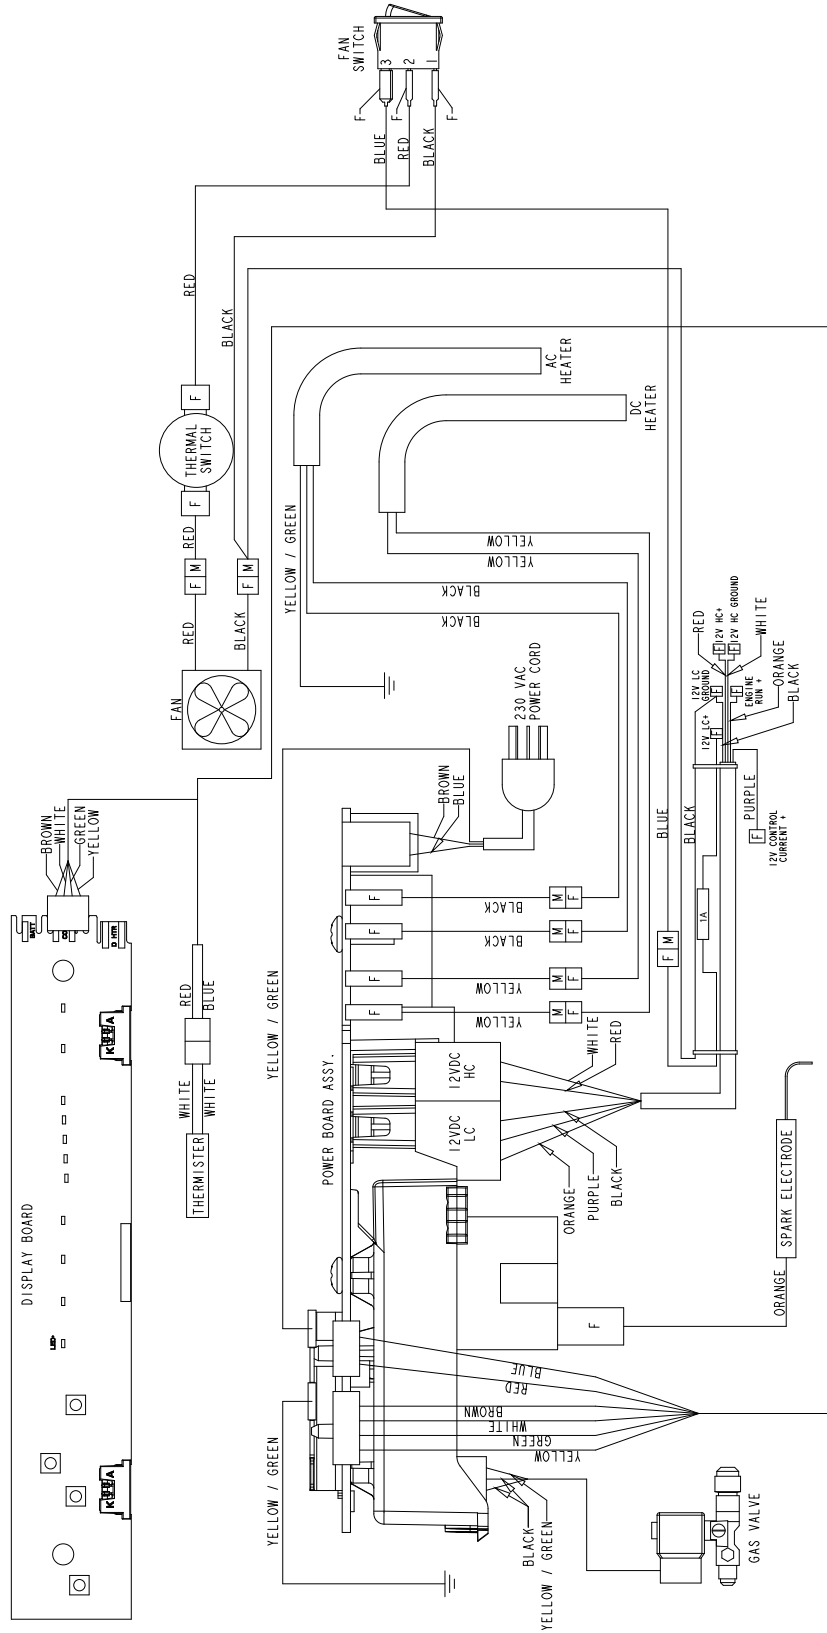 FAN
SWITCH
3
2
1
F
F
F
BLUE
RED
BLACK
RED
BLACK
F
THERMAL
SWITCH
F
RED
F M
F M
RED
BLACK
FAN
YELLOW / GREEN
AC
HEATER
DC
HEATER
YELLOW
YELLOW
BLACK
BLACK
230 VAC
POWER CORD
BROWN
BLUE
BROWN
WHITE
GREEN
YELLOW
BATT
CO
D HTR
DISPLAY BOARD
LED+
RED
BLUE
WHITE
WHITE
THERMISTER
YELLOW / GREEN
POWER BOARD ASSY.
F
F
F
F
BLACK
BLACK
YELLOW
YELLOW
M F
M F
M F
M F
12VDC
HC
12VDC
LC
WHITE
RED
ORANGE
PURPLE
BLACK
BLUE
F M
BLACK
1A
RED
F
12V HC+
F
12V HC GROUND
WHITE
12V LC
GROUND
F
F
ENGINE
RUN +
ORANGE
BLACK
12V LC+
F
PURPLE
F
12V CONTROL
CURRENT +
SPARK ELECTRODE
ORANGE
F
BLUE
RED
BROWN
WHITE
GREEN
YELLOW
YELLOW / GREEN
BLACK
YELLOW / GREEN
GAS VALVE